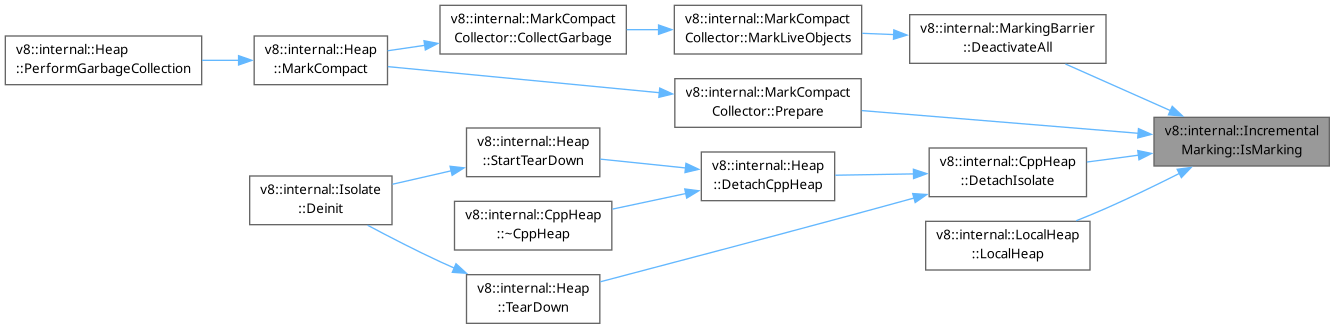 v8::internal::Heap
::PerformGarbageCollection
v8::internal::Heap
::MarkCompact
v8::internal::MarkCompact
Collector::CollectGarbage
v8::internal::MarkCompact
Collector::MarkLiveObjects
v8::internal::MarkingBarrier
::DeactivateAll
v8::internal::MarkCompact
Collector::Prepare
v8::internal::Incremental
Marking::IsMarking
v8::internal::Heap
::StartTearDown
v8::internal::Heap
::DetachCppHeap
v8::internal::CppHeap
::DetachIsolate
v8::internal::Isolate
::Deinit
v8::internal::CppHeap
::~CppHeap
v8::internal::LocalHeap
::LocalHeap
v8::internal::Heap
::TearDown